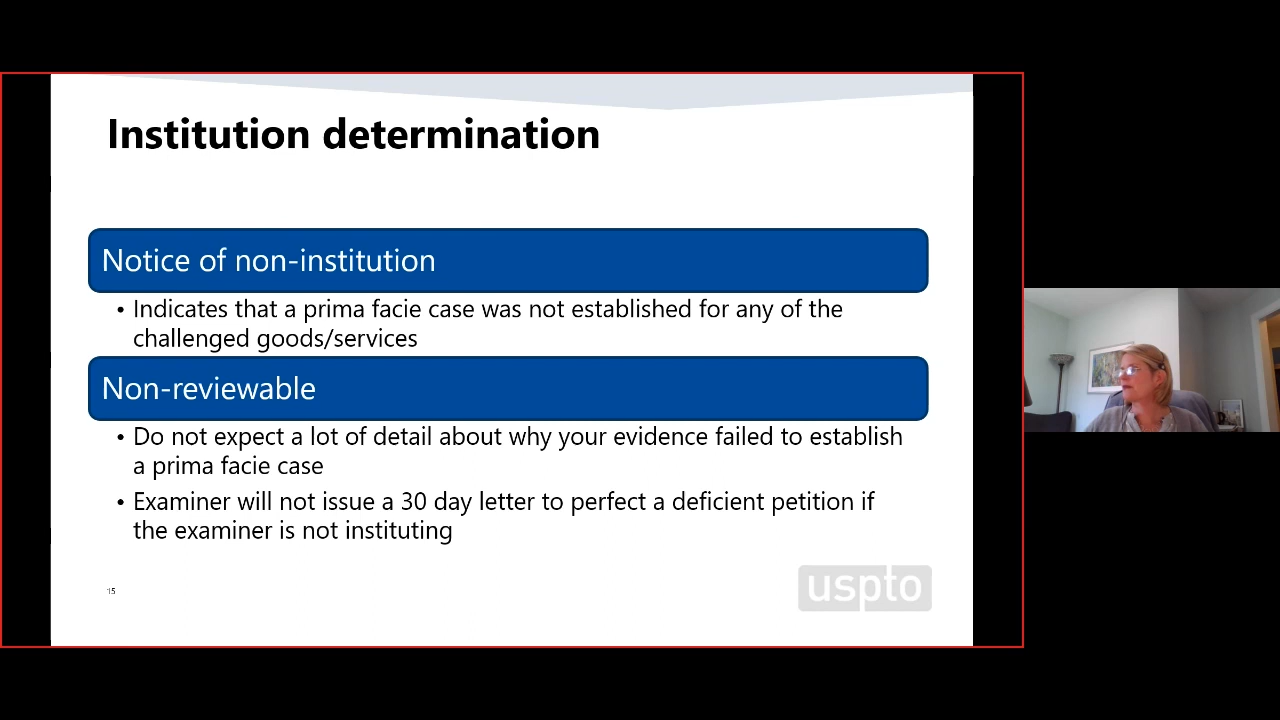 Institution determination
Notice of non-institution
• Indicates that a prima facie case was not established for any of the
challenged goods/services
Non-reviewable
• Do not expect a lot of detail about why your evidence failed to establish
a prima facie case
• Examiner will not issue a 30 day letter to perfect a deficient petition if
the examiner is not instituting
15
uspto